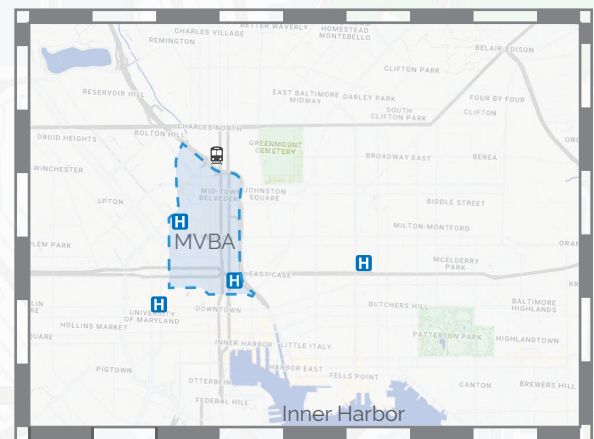 CHARLES VILLAGE
BETTER WAVERLY
HOMESTEAD
MONTEBELLO
REMINGTON
BELAIR-EDISON
CLIFTON PARK
RESERVOIR HILL
EAST BALTIMORE
MIDWAY
DARLEY PARK
FOUR BY FOUR
SOUTH
CLIFTON PARK
CLIFTON
CHARLES NORTH
BOLTON HILL
DRUID HEIGHTS
GREENMOUNT
CEMETERY
BROADWAY EAST
BEREA
WINCHESTER
MID-TOWN
BELVEDERE
JOHNSTON
SQUARE
UPTON
BIDDLE STREET
H
MILTON-MONTFORD
MVBA
LEM PARK
ORAN
MCELDERRY
PARK
H
EAST CASE
H
H
UNIVERSITY
OF MARYLAND
DOWNTOWN
BUTCHERS HILL
BALTIMORE
HIGHLANDS
HOLLINS MARKET
UARE
PATTERSON PARK
HIGHLANDTOWN
INNER HARBOR
LITTLE ITALY
PIGTOWN
HARBOR EAST
FELLS POINT
OTTERBEIN
CANTON
BREWERS HILL
FEDERAL HILL
Inner Harbor